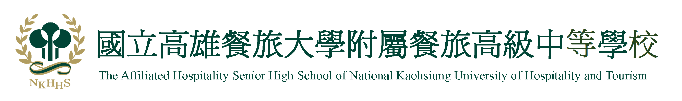 國立高雄餐旅大學附屬餐旅高級中等學校
The Affiliated Hospitality Senior High School of National Kaohsiung University of Hospitality and Tourism
NKHHS